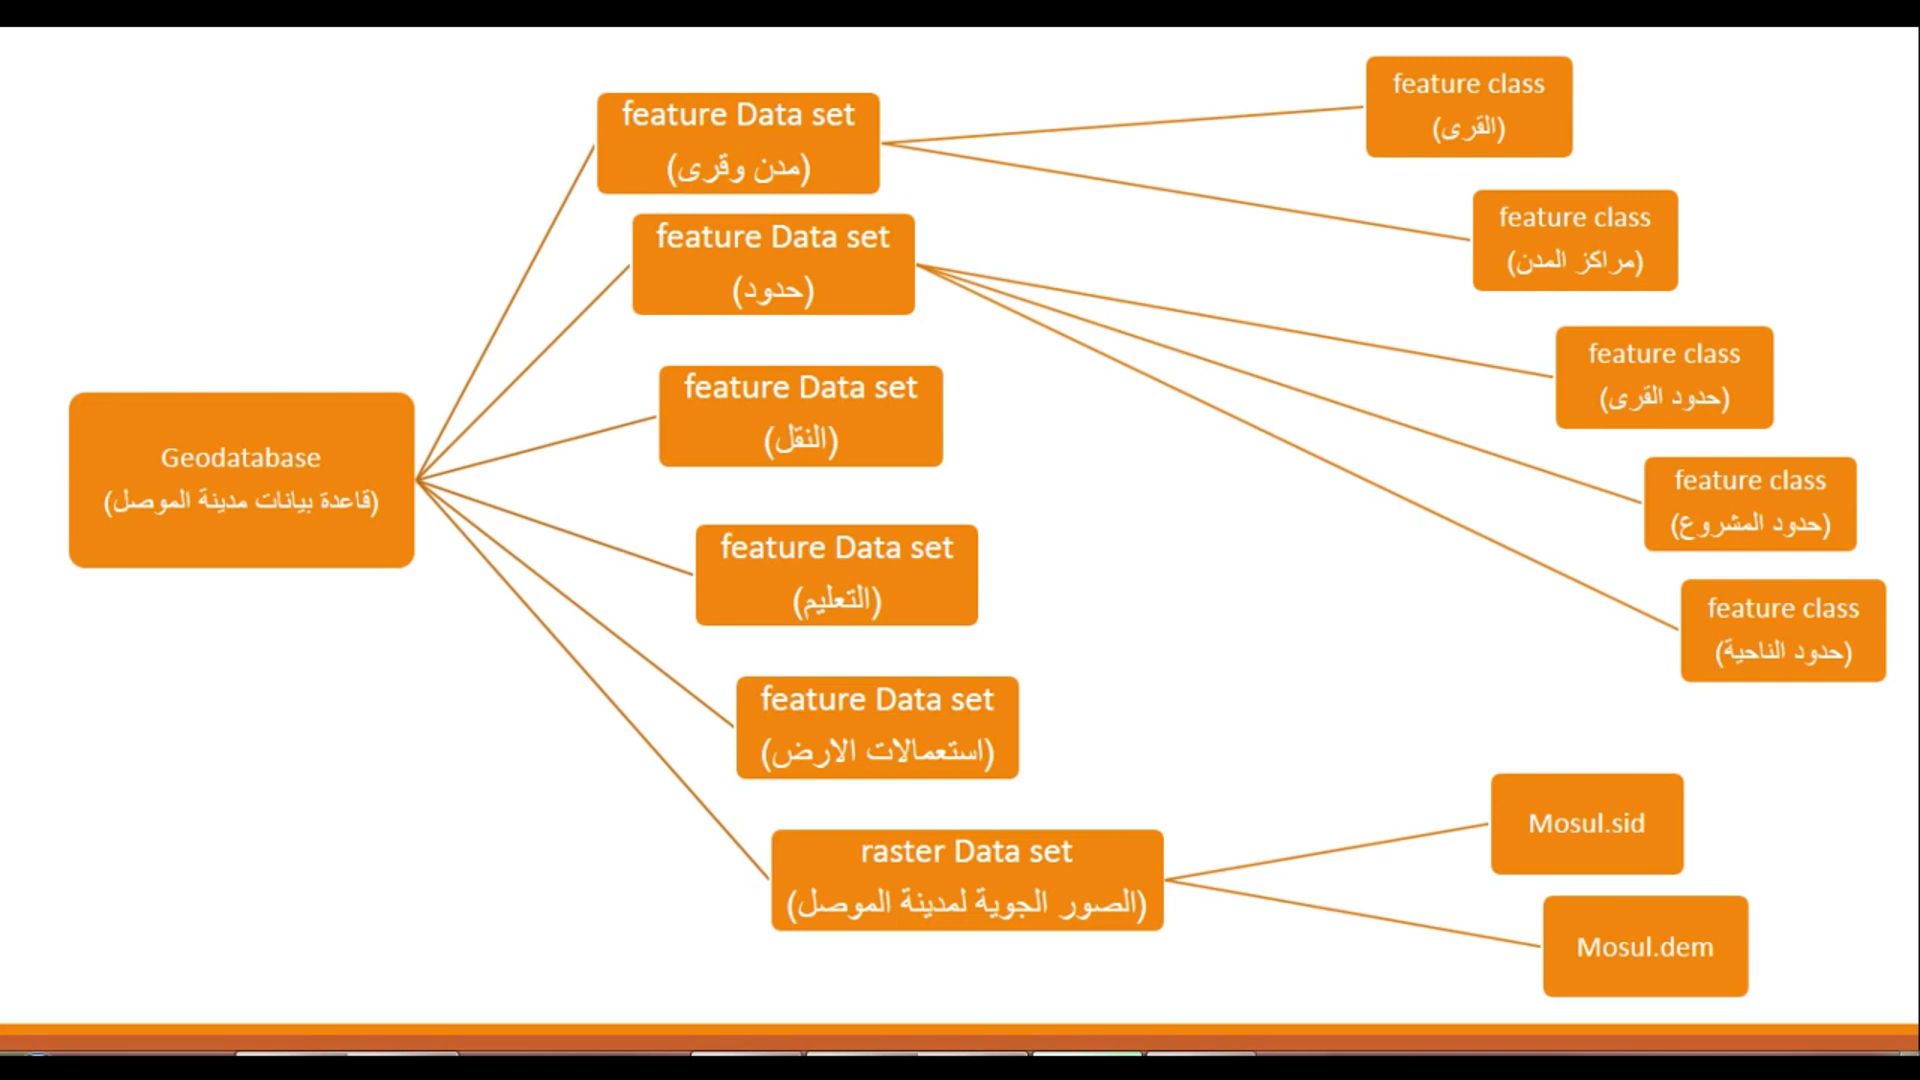 Geodatabase
(قاعدة بيانات مدينة الموصل)
feature Data set
(مدن وقرى)
feature class
(القرى)
feature class
(مراكز المدن)
feature Data set
(حدود)
feature class
(حدود القرى)
feature class
(حدود المشروع)
feature class
(حدود الناحية)
feature Data set
(النقل)
feature Data set
(التعليم)
feature Data set
(استعمالات الارض)
raster Data set
(الصور الجوية لمدينة الموصل)
Mosul.sid
Mosul.dem